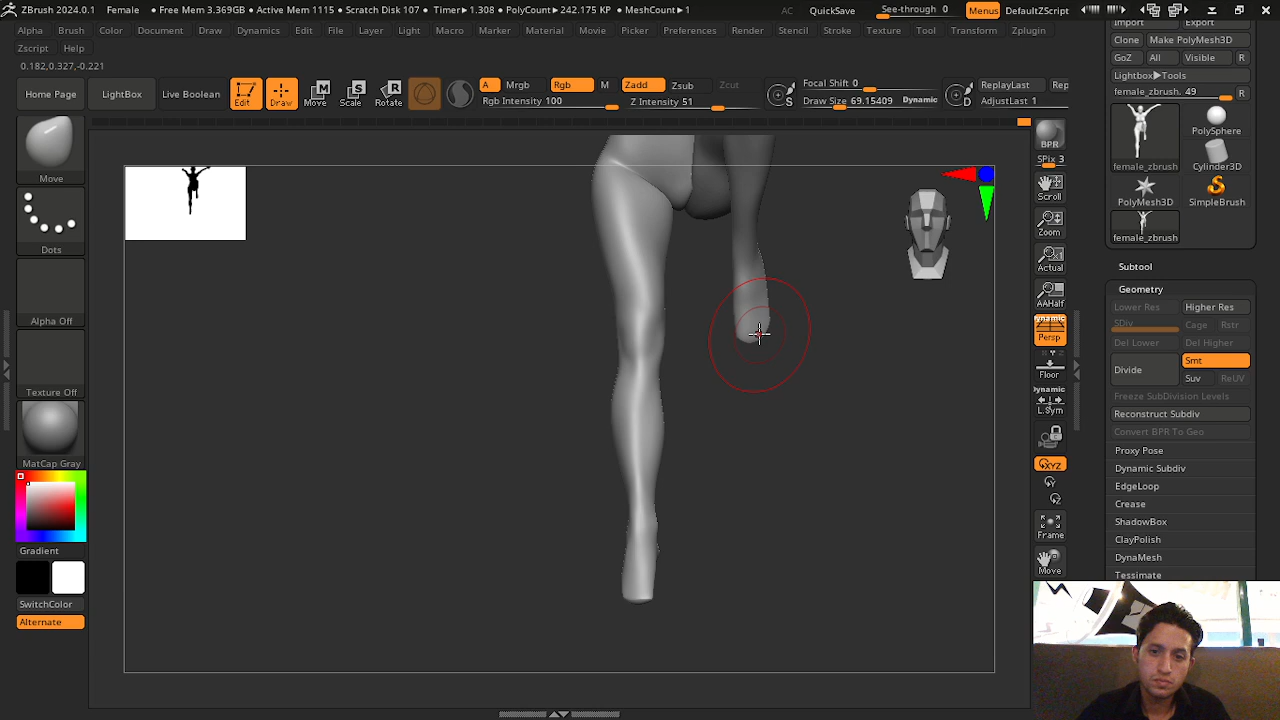 ZBrush 2024.0.1 Female • Free Mem 3.369GB • Active Mem 1115 • Scratch Disk 107 • Timer▸1.308 • PolyCount▸242.175 KP • MeshCount▸1 AC QuickSave See-through 0 Menus DefaultZScript
Alpha Brush Color Document Draw Dynamics Edit File Layer Light Macro Marker Material Movie Picker Preferences Render Stencil Stroke Texture Tool Transform Zplugin
Zscript Help
0.182,0.327,-0.221
Home Page LightBox Live Boolean Edit Draw Move Scale Rotate
A Mrgb Rgb M Zadd Zsub Zcut
Rgb Intensity 100 Z Intensity 51
Focal Shift 0
Draw Size 69.15409 Dynamic
S D
ReplayLast Rep
AdjustLast 1
Move
Dots
Alpha Off
Texture Off
MatCap Gray
Gradient
SwitchColor
Alternate
BPR
SPix 3
Scroll
Zoom
Actual
AAHalf
Dynamic
Persp
Floor
Dynamic
L.Sym
XYZ
Y
Z
Frame
Move
Import Export
Clone Make PolyMesh3D
GoZ All Visible R
Lightbox▸Tools
female_zbrush. 49 R
female_zbrush PolySphere
Cylinder3D
PolyMesh3D SimpleBrush
female_zbrush
Subtool
Geometry
Lower Res Higher Res
SDiv Cage Rstr
Del Lower Del Higher
Divide Smt
Suv ReUV
Freeze SubDivision Levels
Reconstruct Subdiv
Convert BPR To Geo
Proxy Pose
Dynamic Subdiv
EdgeLoop
Crease
ShadowBox
ClayPolish
DynaMesh
Tessimate